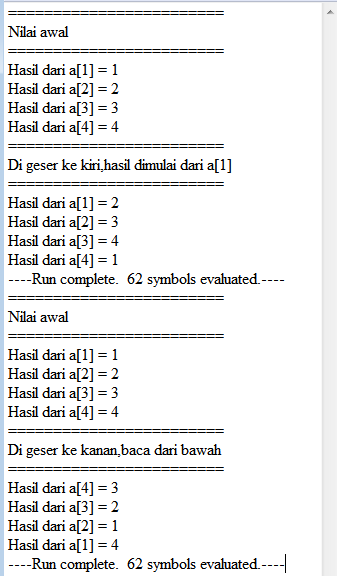 ========================
Nilai awal
========================
Hasil dari a[1] = 1
Hasil dari a[2] = 2
Hasil dari a[3] = 3
Hasil dari a[4] = 4
========================
Di geser ke kiri,hasil dimulai dari a[1]
========================
Hasil dari a[1] = 2
Hasil dari a[2] = 3
Hasil dari a[3] = 4
Hasil dari a[4] = 1
----Run complete.  62 symbols evaluated.----
========================
Nilai awal
========================
Hasil dari a[1] = 1
Hasil dari a[2] = 2
Hasil dari a[3] = 3
Hasil dari a[4] = 4
========================
Di geser ke kanan,baca dari bawah
========================
Hasil dari a[4] = 3
Hasil dari a[3] = 2
Hasil dari a[2] = 1
Hasil dari a[1] = 4
----Run complete.  62 symbols evaluated.----